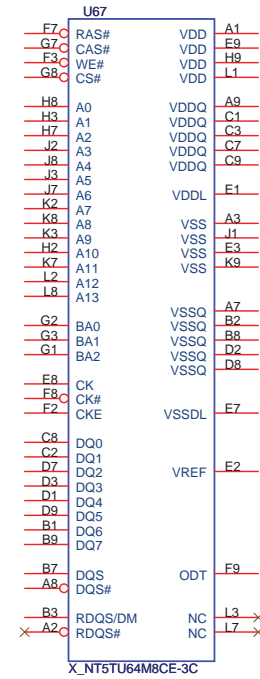 U67
F7 RAS# VDD A1
G7 CAS# VDD E9
F3 WE# VDD H9
G8 CS# VDD L1
H8 A0 VDDQ A9
H3 A1 VDDQ C1
H7 A2 VDDQ C3
J2 A3 VDDQ C7
J8 A4 VDDQ C9
J3 A5
J7 A6 VDDL E1
K2 A7
K8 A8 VSS A3
K3 A9 VSS J1
H2 A10 VSS E3
K7 A11 VSS K9
L2 A12
L8 A13
VSSQ A7
G2 BA0 VSSQ B2
G3 BA1 VSSQ B8
G1 BA2 VSSQ D2
VSSQ D8
E8 CK
F8 CK#
F2 CKE VSSDL E7
C8 DQ0
C2 DQ1
D7 DQ2 VREF E2
D3 DQ3
D1 DQ4
D9 DQ5
B1 DQ6
B9 DQ7
B7 DQS ODT F9
A8 DQS#
B3 RDQS/DM NC L3
A2 RDQS# NC L7
X_NT5TU64M8CE-3C